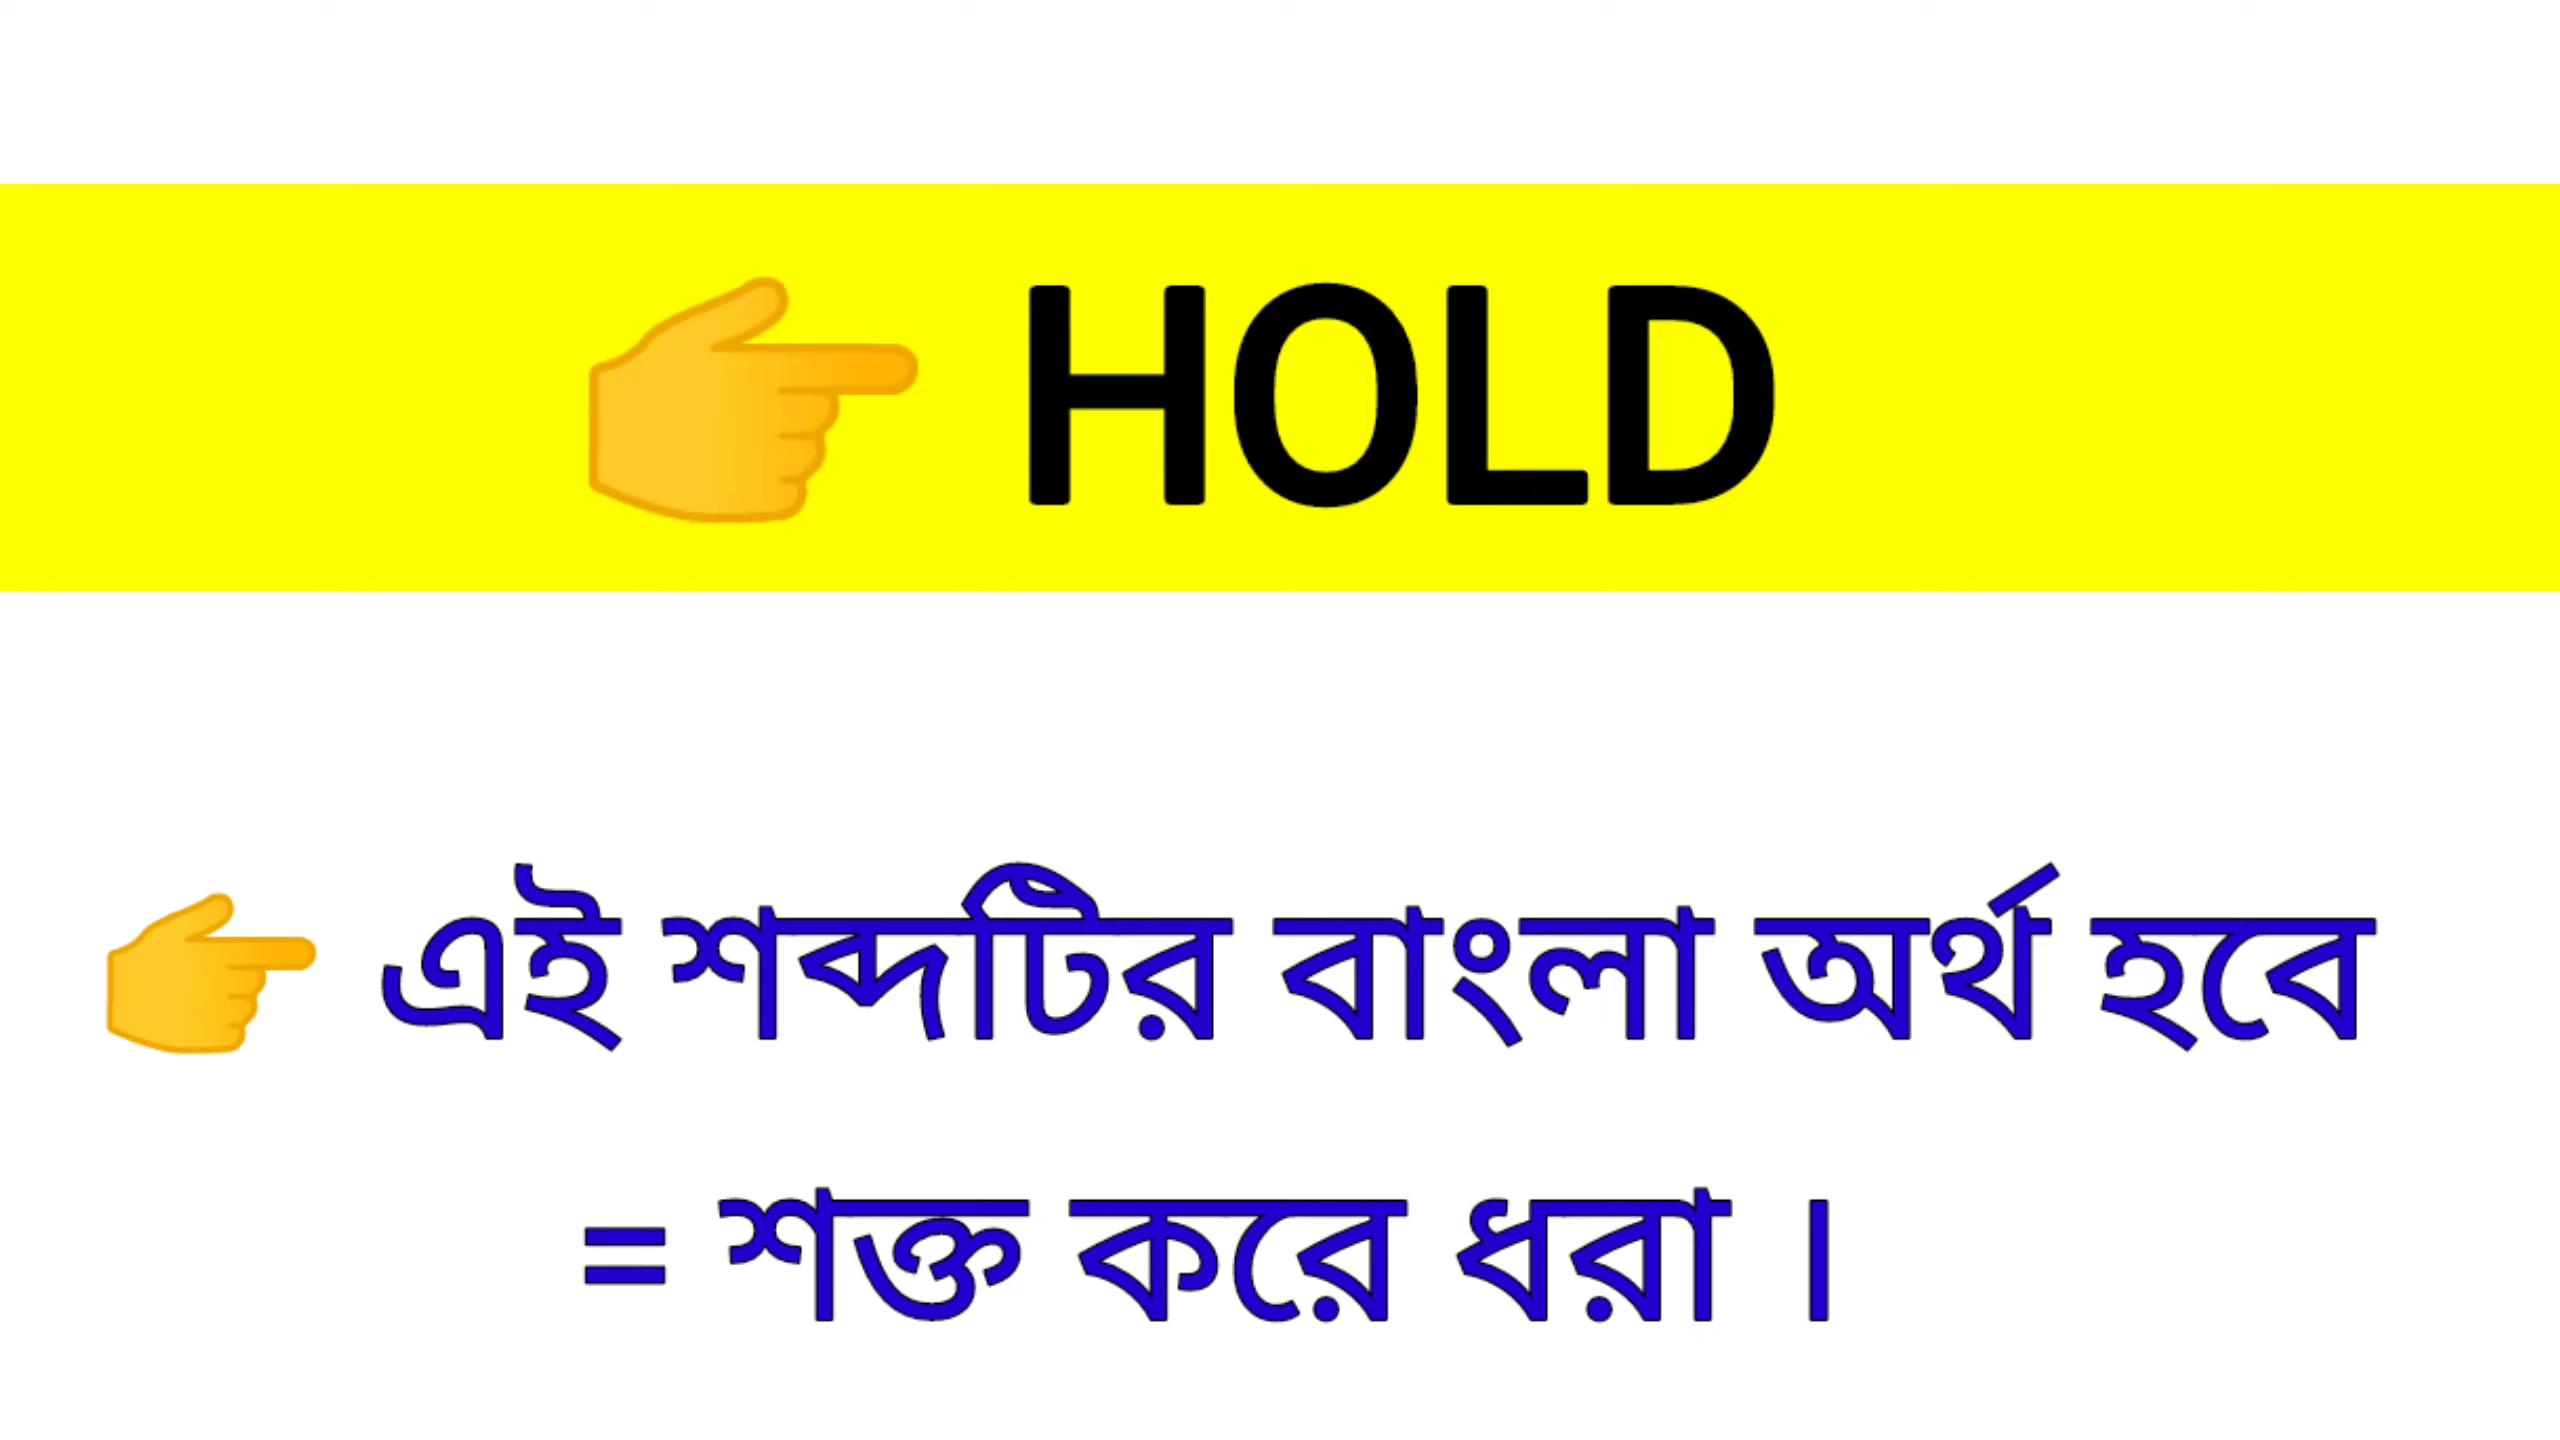 👉 HOLD
👉 এই শব্দটির বাংলা অর্থ হবে
= শক্ত করে ধরা ।